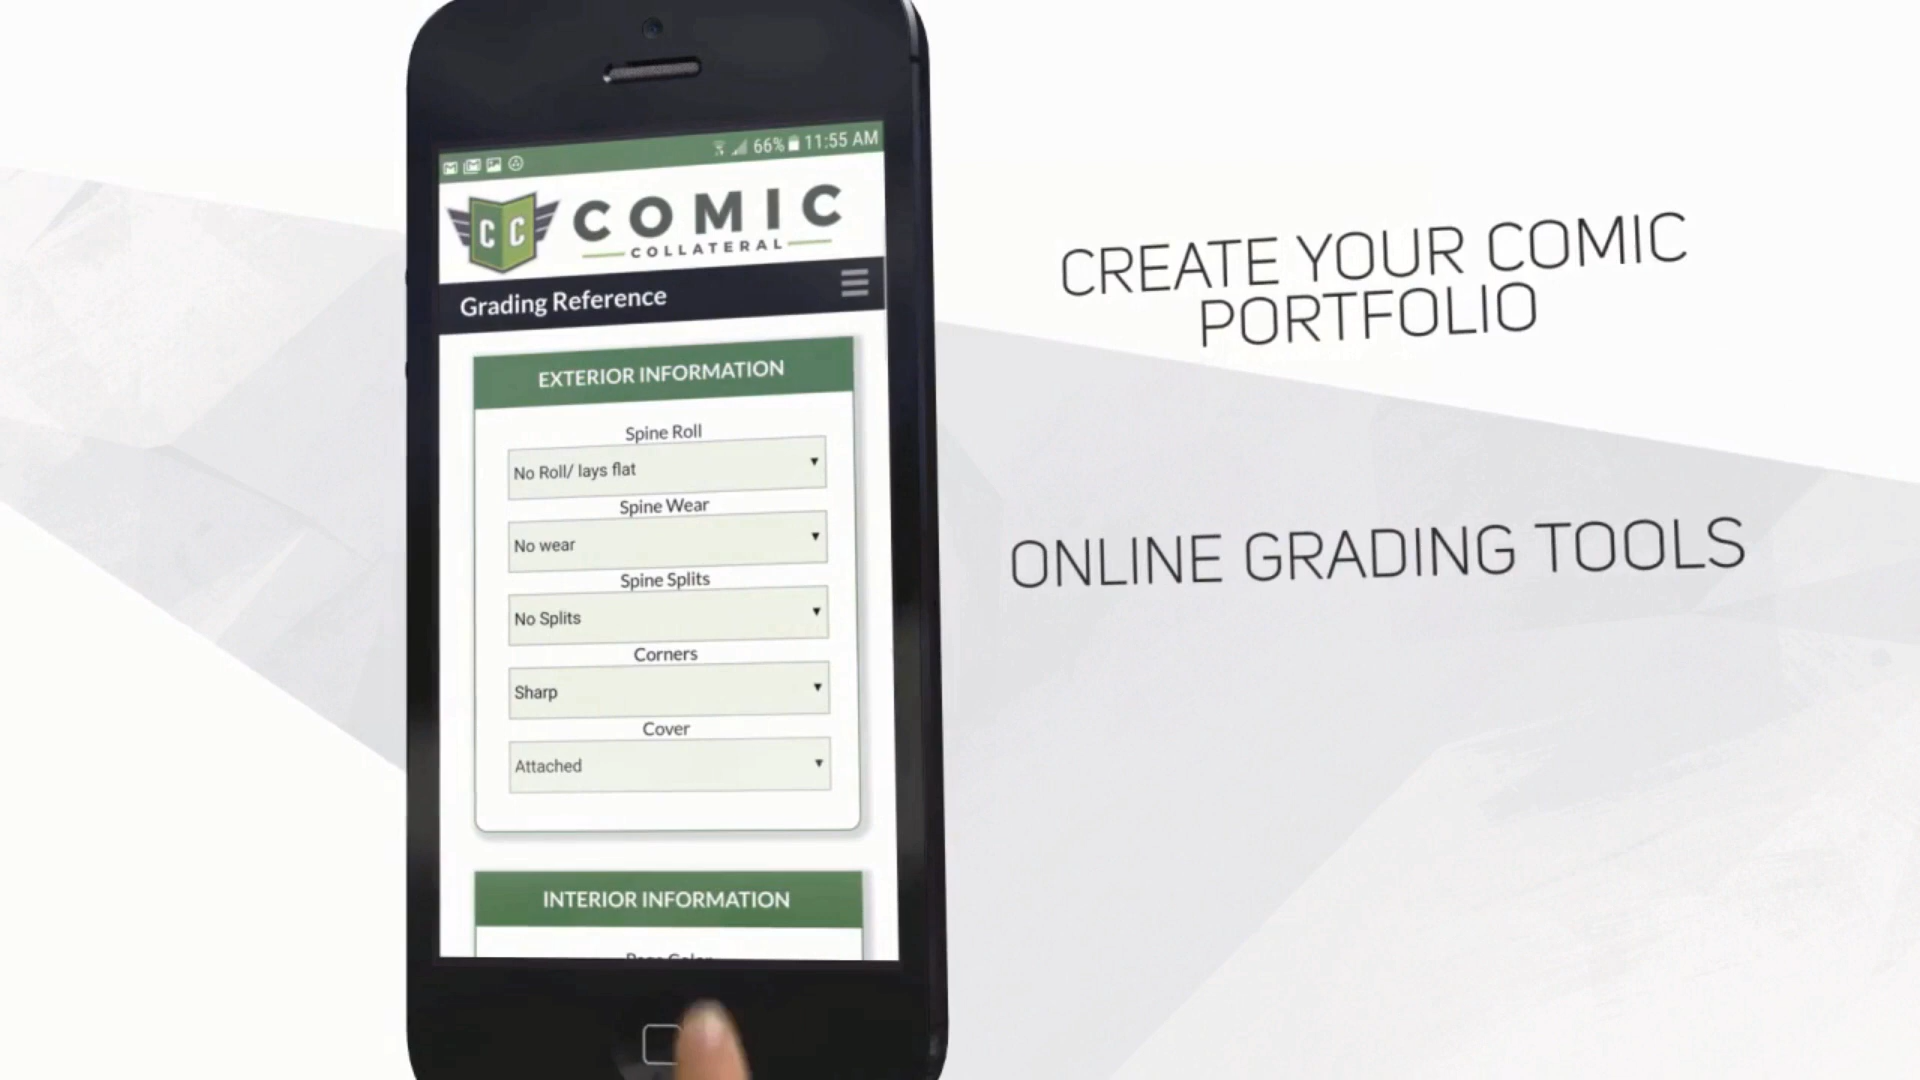 66% 11:55 AM
CC COMIC
COLLATERAL
Grading Reference
EXTERIOR INFORMATION
Spine Roll
No Roll/ lays flat
Spine Wear
No wear
Spine Splits
No Splits
Corners
Sharp
Cover
Attached
INTERIOR INFORMATION
CREATE YOUR COMIC
PORTFOLIO
ONLINE GRADING TOOLS